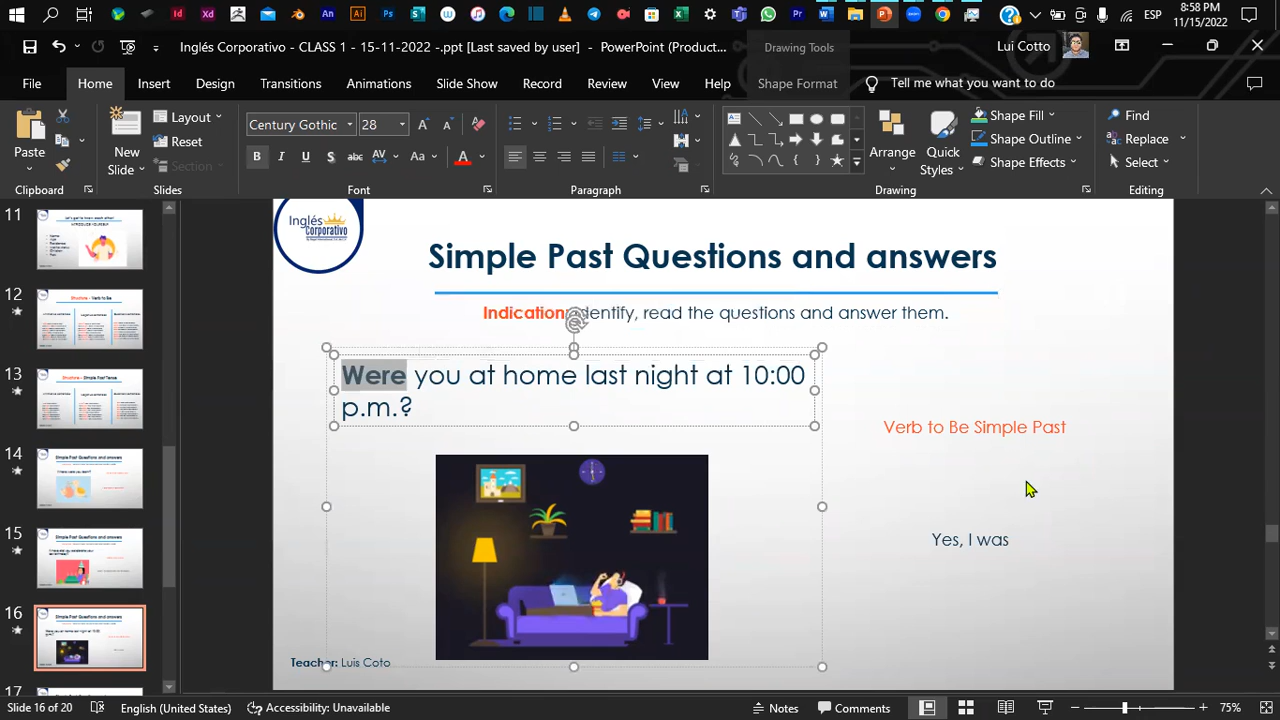 8:58 PM
ESP
11/15/2022
Inglés Corporativo - CLASS 1 - 12-11-2022 -.ppt [Last saved by user] - PowerPoint (Product...
Drawing Tools
Lui Cotto
File
Home
Insert
Design
Transitions
Animations
Slide Show
Record
Review
View
Help
Shape Format
Tell me what you want to do
Paste
Clipboard
New
Slide
Layout
Reset
Section
Slides
Century Gothic
28
Font
Paragraph
Arrange
Quick
Styles
Shape Fill
Shape Outline
Shape Effects
Drawing
Find
Replace
Select
Editing
11
12
13
14
15
16
17
Inglés
Corporativo
Simple Past Questions and answers
Indication: Identify, read the questions and answer them.
Were you at home last night at 10:00
p.m.?
Verb to Be Simple Past
Yes, I was
Teacher: Luis Coto
Slide 16 of 20
English (United States)
Accessibility: Unavailable
Notes
Comments
75%